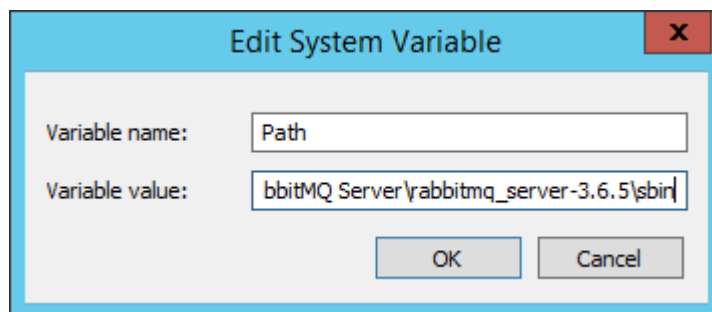 Edit System Variable
x
Variable name: Path
Variable value: bbitMQ Server\rabbitmq_server-3.6.5\sbin
OK Cancel